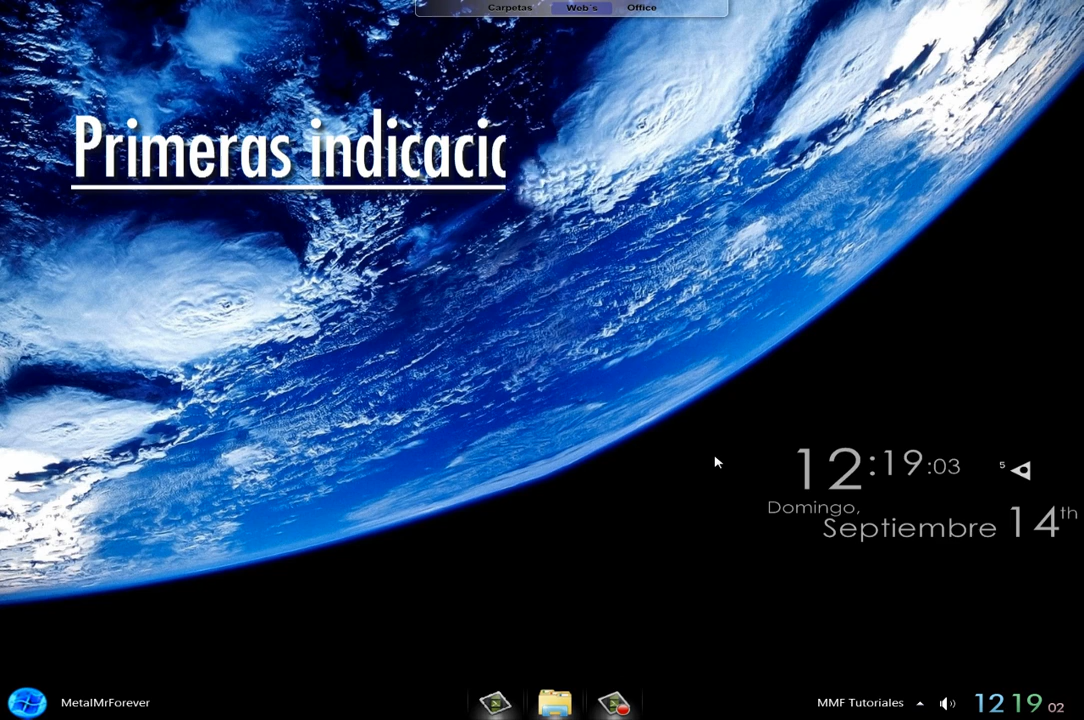 Carpetas Web´s Office
Primeras indicacic
12:19:03 5
Domingo,
Septiembre 14th
MetalMrForever MMF Tutoriales 12 19 02